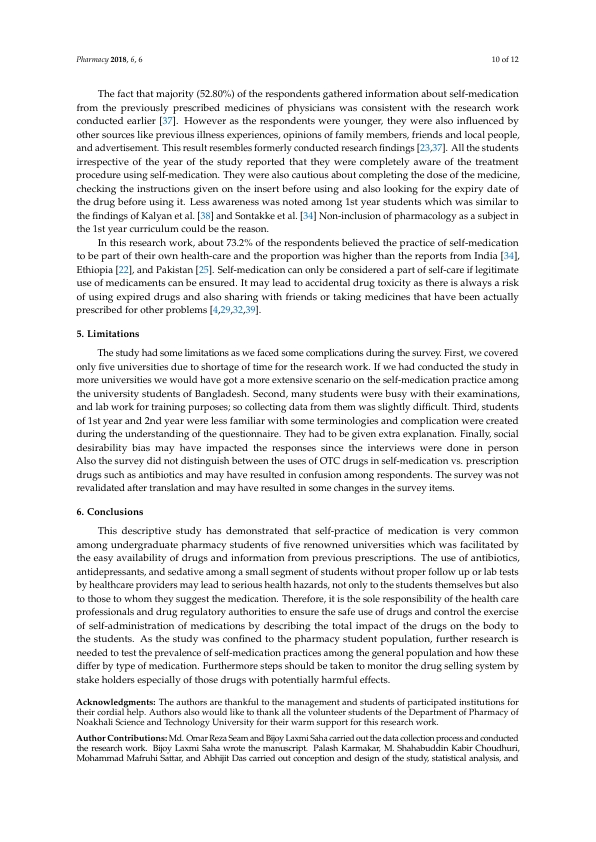 Pharmacy 2018, 6, 6
10 of 12
The fact that majority (52.80%) of the respondents gathered information about self-medication
from the previously prescribed medicines of physicians was consistent with the research work
conducted earlier [37]. However as the respondents were younger, they were also influenced by
other sources like previous illness experiences, opinions of family members, friends and local people,
and advertisement. This result resembles formerly conducted research findings [23,37]. All the students
irrespective of the year of the study reported that they were completely aware of the treatment
procedure using self-medication. They were also cautious about completing the dose of the medicine,
checking the instructions given on the insert before using and also looking for the expiry date of
the drug before using it. Less awareness was noted among 1st year students which was similar to
the findings of Kalyan et al. [38] and Sontakke et al. [34] Non-inclusion of pharmacology as a subject in
the 1st year curriculum could be the reason.
In this research work, about 73.2% of the respondents believed the practice of self-medication
to be part of their own health-care and the proportion was higher than the reports from India [34],
Ethiopia [22], and Pakistan [25]. Self-medication can only be considered a part of self-care if legitimate
use of medicaments can be ensured. It may lead to accidental drug toxicity as there is always a risk
of using expired drugs and also sharing with friends or taking medicines that have been actually
prescribed for other problems [4,29,32,39].
5. Limitations
The study had some limitations as we faced some complications during the survey. First, we covered
only five universities due to shortage of time for the research work. If we had conducted the study in
more universities we would have got a more extensive scenario on the self-medication practice among
the university students of Bangladesh. Second, many students were busy with their examinations,
and lab work for training purposes; so collecting data from them was slightly difficult. Third, students
of 1st year and 2nd year were less familiar with some terminologies and complication were created
during the understanding of the questionnaire. They had to be given extra explanation. Finally, social
desirability bias may have impacted the responses since the interviews were done in person
Also the survey did not distinguish between the uses of OTC drugs in self-medication vs. prescription
drugs such as antibiotics and may have resulted in confusion among respondents. The survey was not
revalidated after translation and may have resulted in some changes in the survey items.
6. Conclusions
This descriptive study has demonstrated that self-practice of medication is very common
among undergraduate pharmacy students of five renowned universities which was facilitated by
the easy availability of drugs and information from previous prescriptions. The use of antibiotics,
antidepressants, and sedative among a small segment of students without proper follow up or lab tests
by healthcare providers may lead to serious health hazards, not only to the students themselves but also
to those to whom they suggest the medication. Therefore, it is the sole responsibility of the health care
professionals and drug regulatory authorities to ensure the safe use of drugs and control the exercise
of self-administration of medications by describing the total impact of the drugs on the body to
the students. As the study was confined to the pharmacy student population, further research is
needed to test the prevalence of self-medication practices among the general population and how these
differ by type of medication. Furthermore steps should be taken to monitor the drug selling system by
stake holders especially of those drugs with potentially harmful effects.
Acknowledgments: The authors are thankful to the management and students of participated institutions for
their cordial help. Authors also would like to thank all the volunteer students of the Department of Pharmacy of
Noakhali Science and Technology University for their warm support for this research work.
Author Contributions: Md. Omar Reza Seam and Bijoy Laxmi Saha carried out the data collection process and conducted
the research work. Bijoy Laxmi Saha wrote the manuscript. Palash Karmakar, M. Shahabuddin Kabir Choudhuri,
Mohammad Mafruhi Sattar, and Abhijit Das carried out conception and design of the study, statistical analysis, and